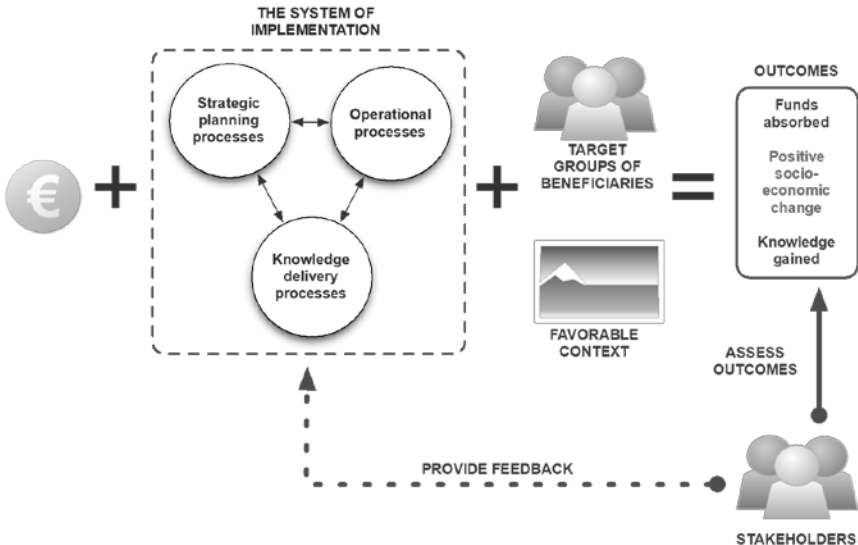 THE SYSTEM OF
IMPLEMENTATION
Strategic
planning
processes
Operational
processes
Knowledge
delivery
processes
€
+
+
TARGET
GROUPS OF
BENEFICIARIES
FAVORABLE
CONTEXT
=
OUTCOMES
Funds
absorbed
Positive
socio-
economic
change
Knowledge
gained
ASSESS
OUTCOMES
PROVIDE FEEDBACK
STAKEHOLDERS